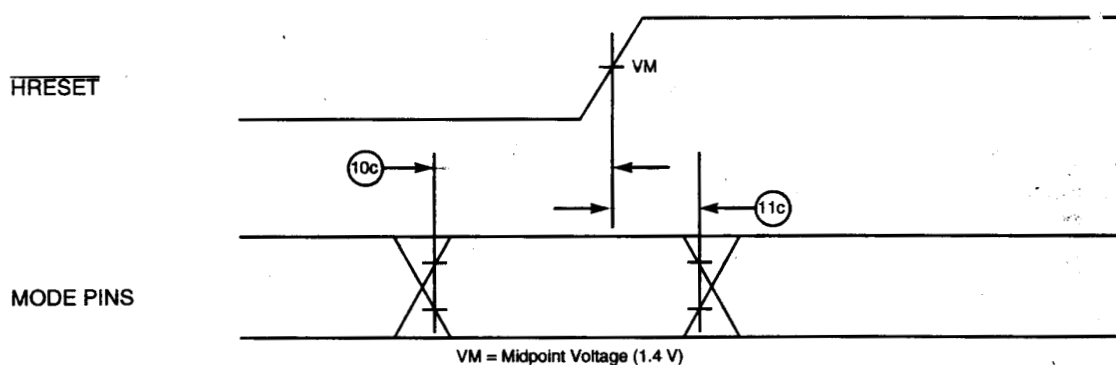 HRESET
VM
10c
11c
MODE PINS
VM = Midpoint Voltage (1.4 V)